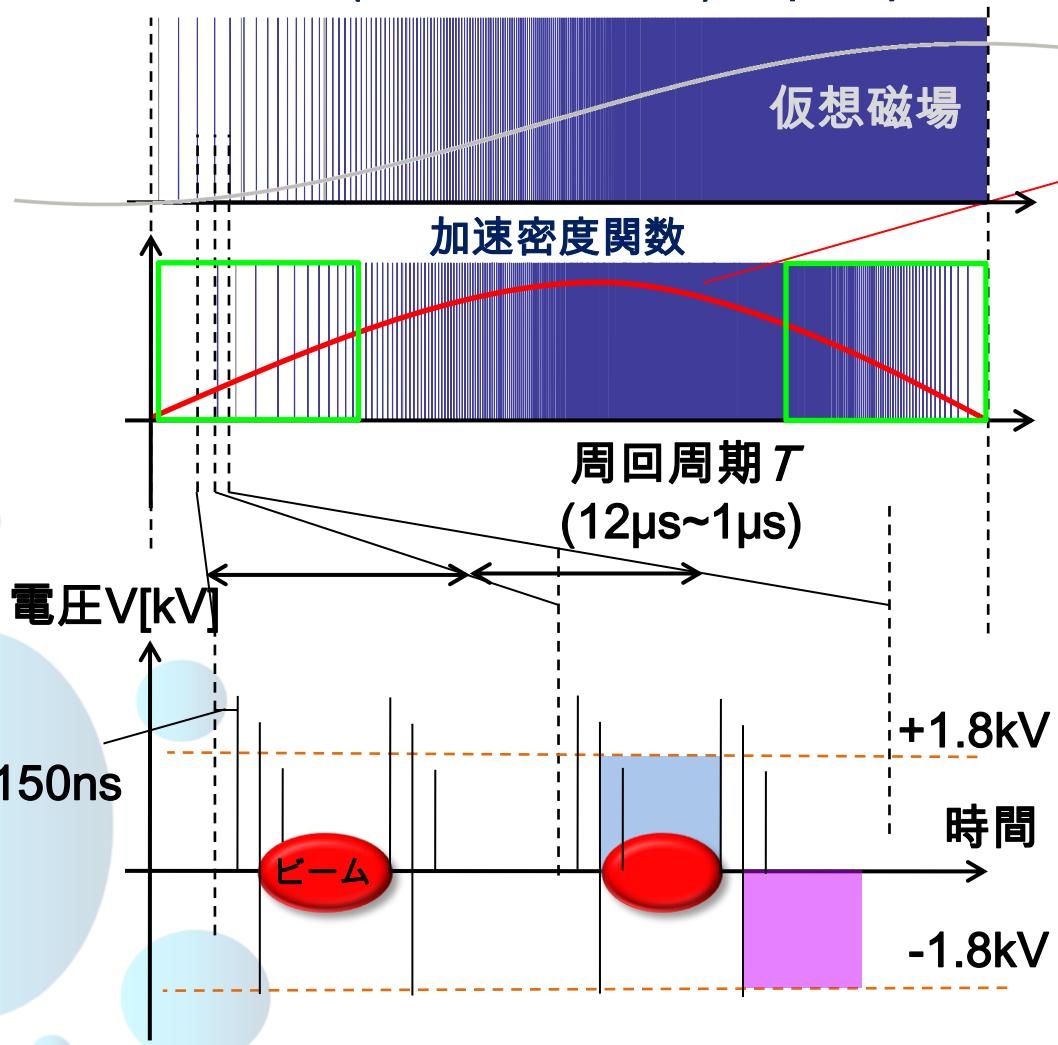 仮想磁場
加速密度関数
周回周期T
(12μs~1μs)
電圧V[kV]
+1.8kV
150ns
時間
ビーム
-1.8kV